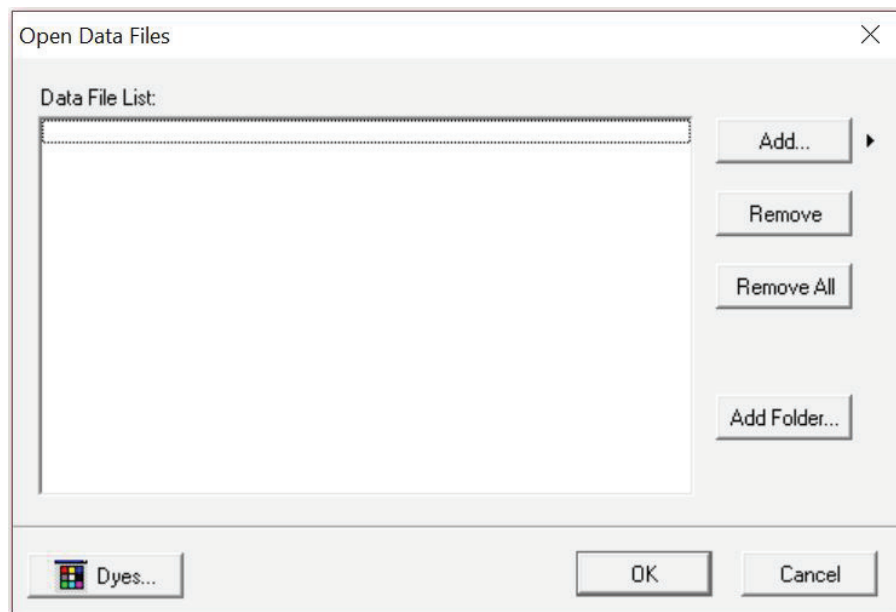 Open Data Files
Data File List:
Add...
Remove
Remove All
Add Folder...
Dyes...
OK
Cancel